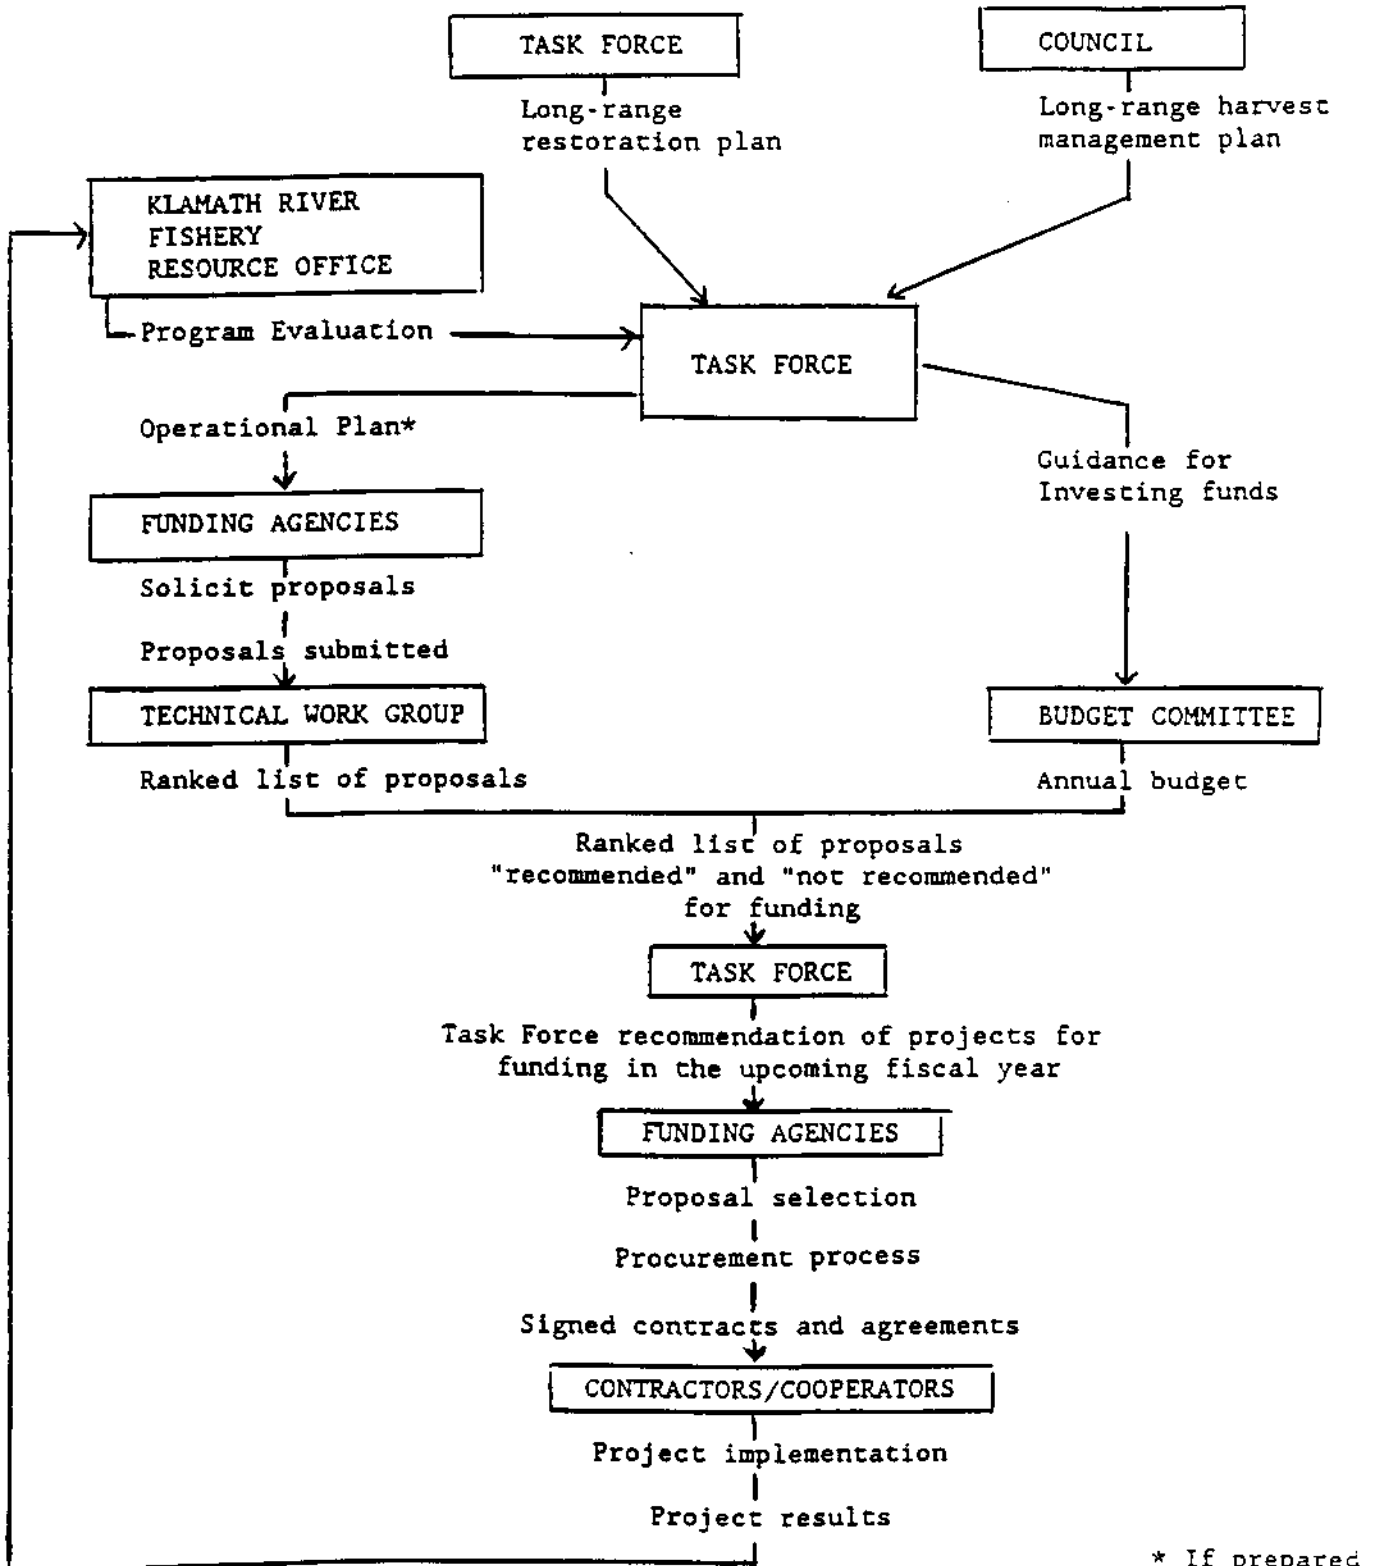 TASK FORCE
COUNCIL
Long-range
restoration plan
Long-range harvest
management plan
KLAMATH RIVER
FISHERY
RESOURCE OFFICE
Program Evaluation
TASK FORCE
Operational Plan*
Guidance for
Investing funds
FUNDING AGENCIES
Solicit proposals
Proposals submitted
TECHNICAL WORK GROUP
BUDGET COMMITTEE
Ranked list of proposals
Annual budget
Ranked list of proposals
"recommended" and "not recommended"
for funding
TASK FORCE
Task Force recommendation of projects for
funding in the upcoming fiscal year
FUNDING AGENCIES
Proposal selection
Procurement process
Signed contracts and agreements
CONTRACTORS/COOPERATORS
Project implementation
Project results
* If prepared